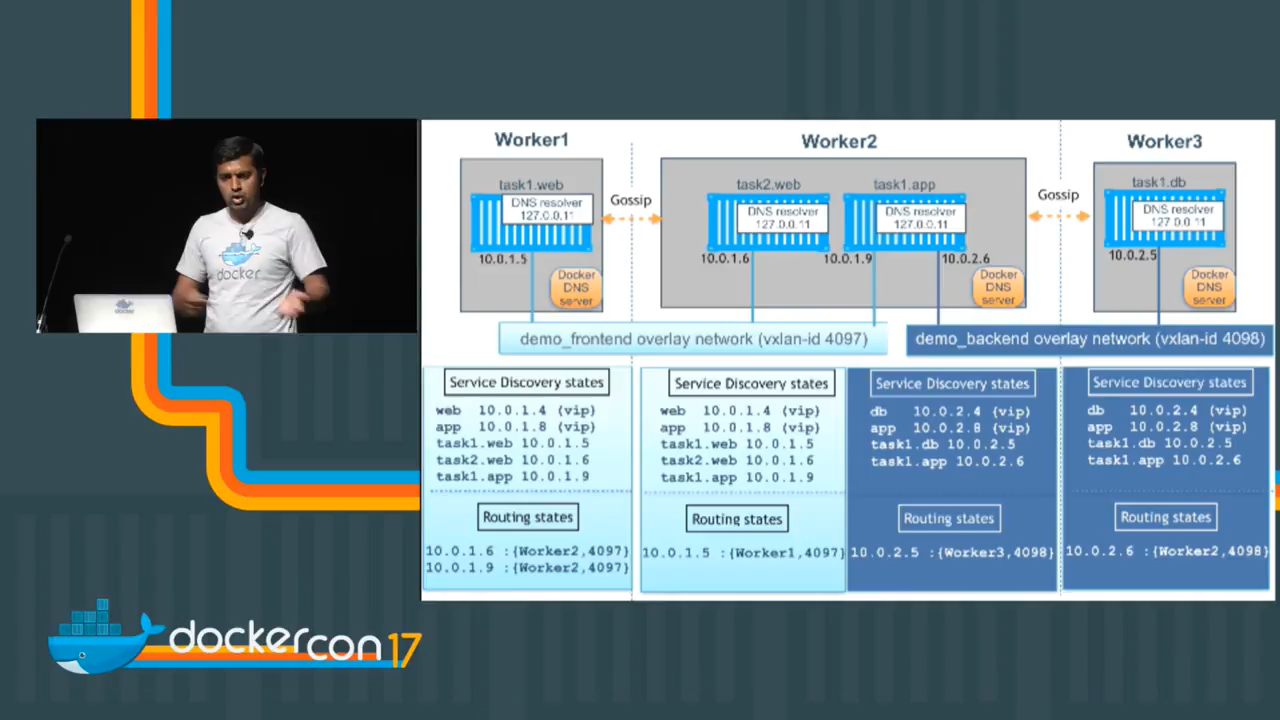 Worker1
Worker2
Worker3
task1.web
DNS resolver
127.0.0.11
10.0.1.5
Docker
DNS
server
Gossip
task2.web
DNS resolver
127.0.0.11
10.0.1.6
task1.app
DNS resolver
127.0.0.11
10.0.1.9
10.0.2.6
Docker
DNS
server
Gossip
task1.db
DNS resolver
127.0.0.11
10.0.2.5
Docker
DNS
server
demo_frontend overlay network (vxlan-id 4097)
demo_backend overlay network (vxlan-id 4098)
Service Discovery states
web 10.0.1.4 (vip)
app 10.0.1.8 (vip)
task1.web 10.0.1.5
task2.web 10.0.1.6
task1.app 10.0.1.9
Routing states
10.0.1.6 :{Worker2,4097}
10.0.1.9 :{Worker2,4097}
Service Discovery states
web 10.0.1.4 (vip)
app 10.0.1.8 (vip)
task1.web 10.0.1.5
task2.web 10.0.1.6
task1.app 10.0.1.9
Routing states
10.0.1.5 :{Worker1,4097}
Service Discovery states
db 10.0.2.4 (vip)
app 10.0.2.8 (vip)
task1.db 10.0.2.5
task1.app 10.0.2.6
Routing states
10.0.2.5 :{Worker3,4098}
Service Discovery states
db 10.0.2.4 (vip)
app 10.0.2.8 (vip)
task1.db 10.0.2.5
task1.app 10.0.2.6
Routing states
10.0.2.6 :{Worker2,4098}
docker
dockercon 17